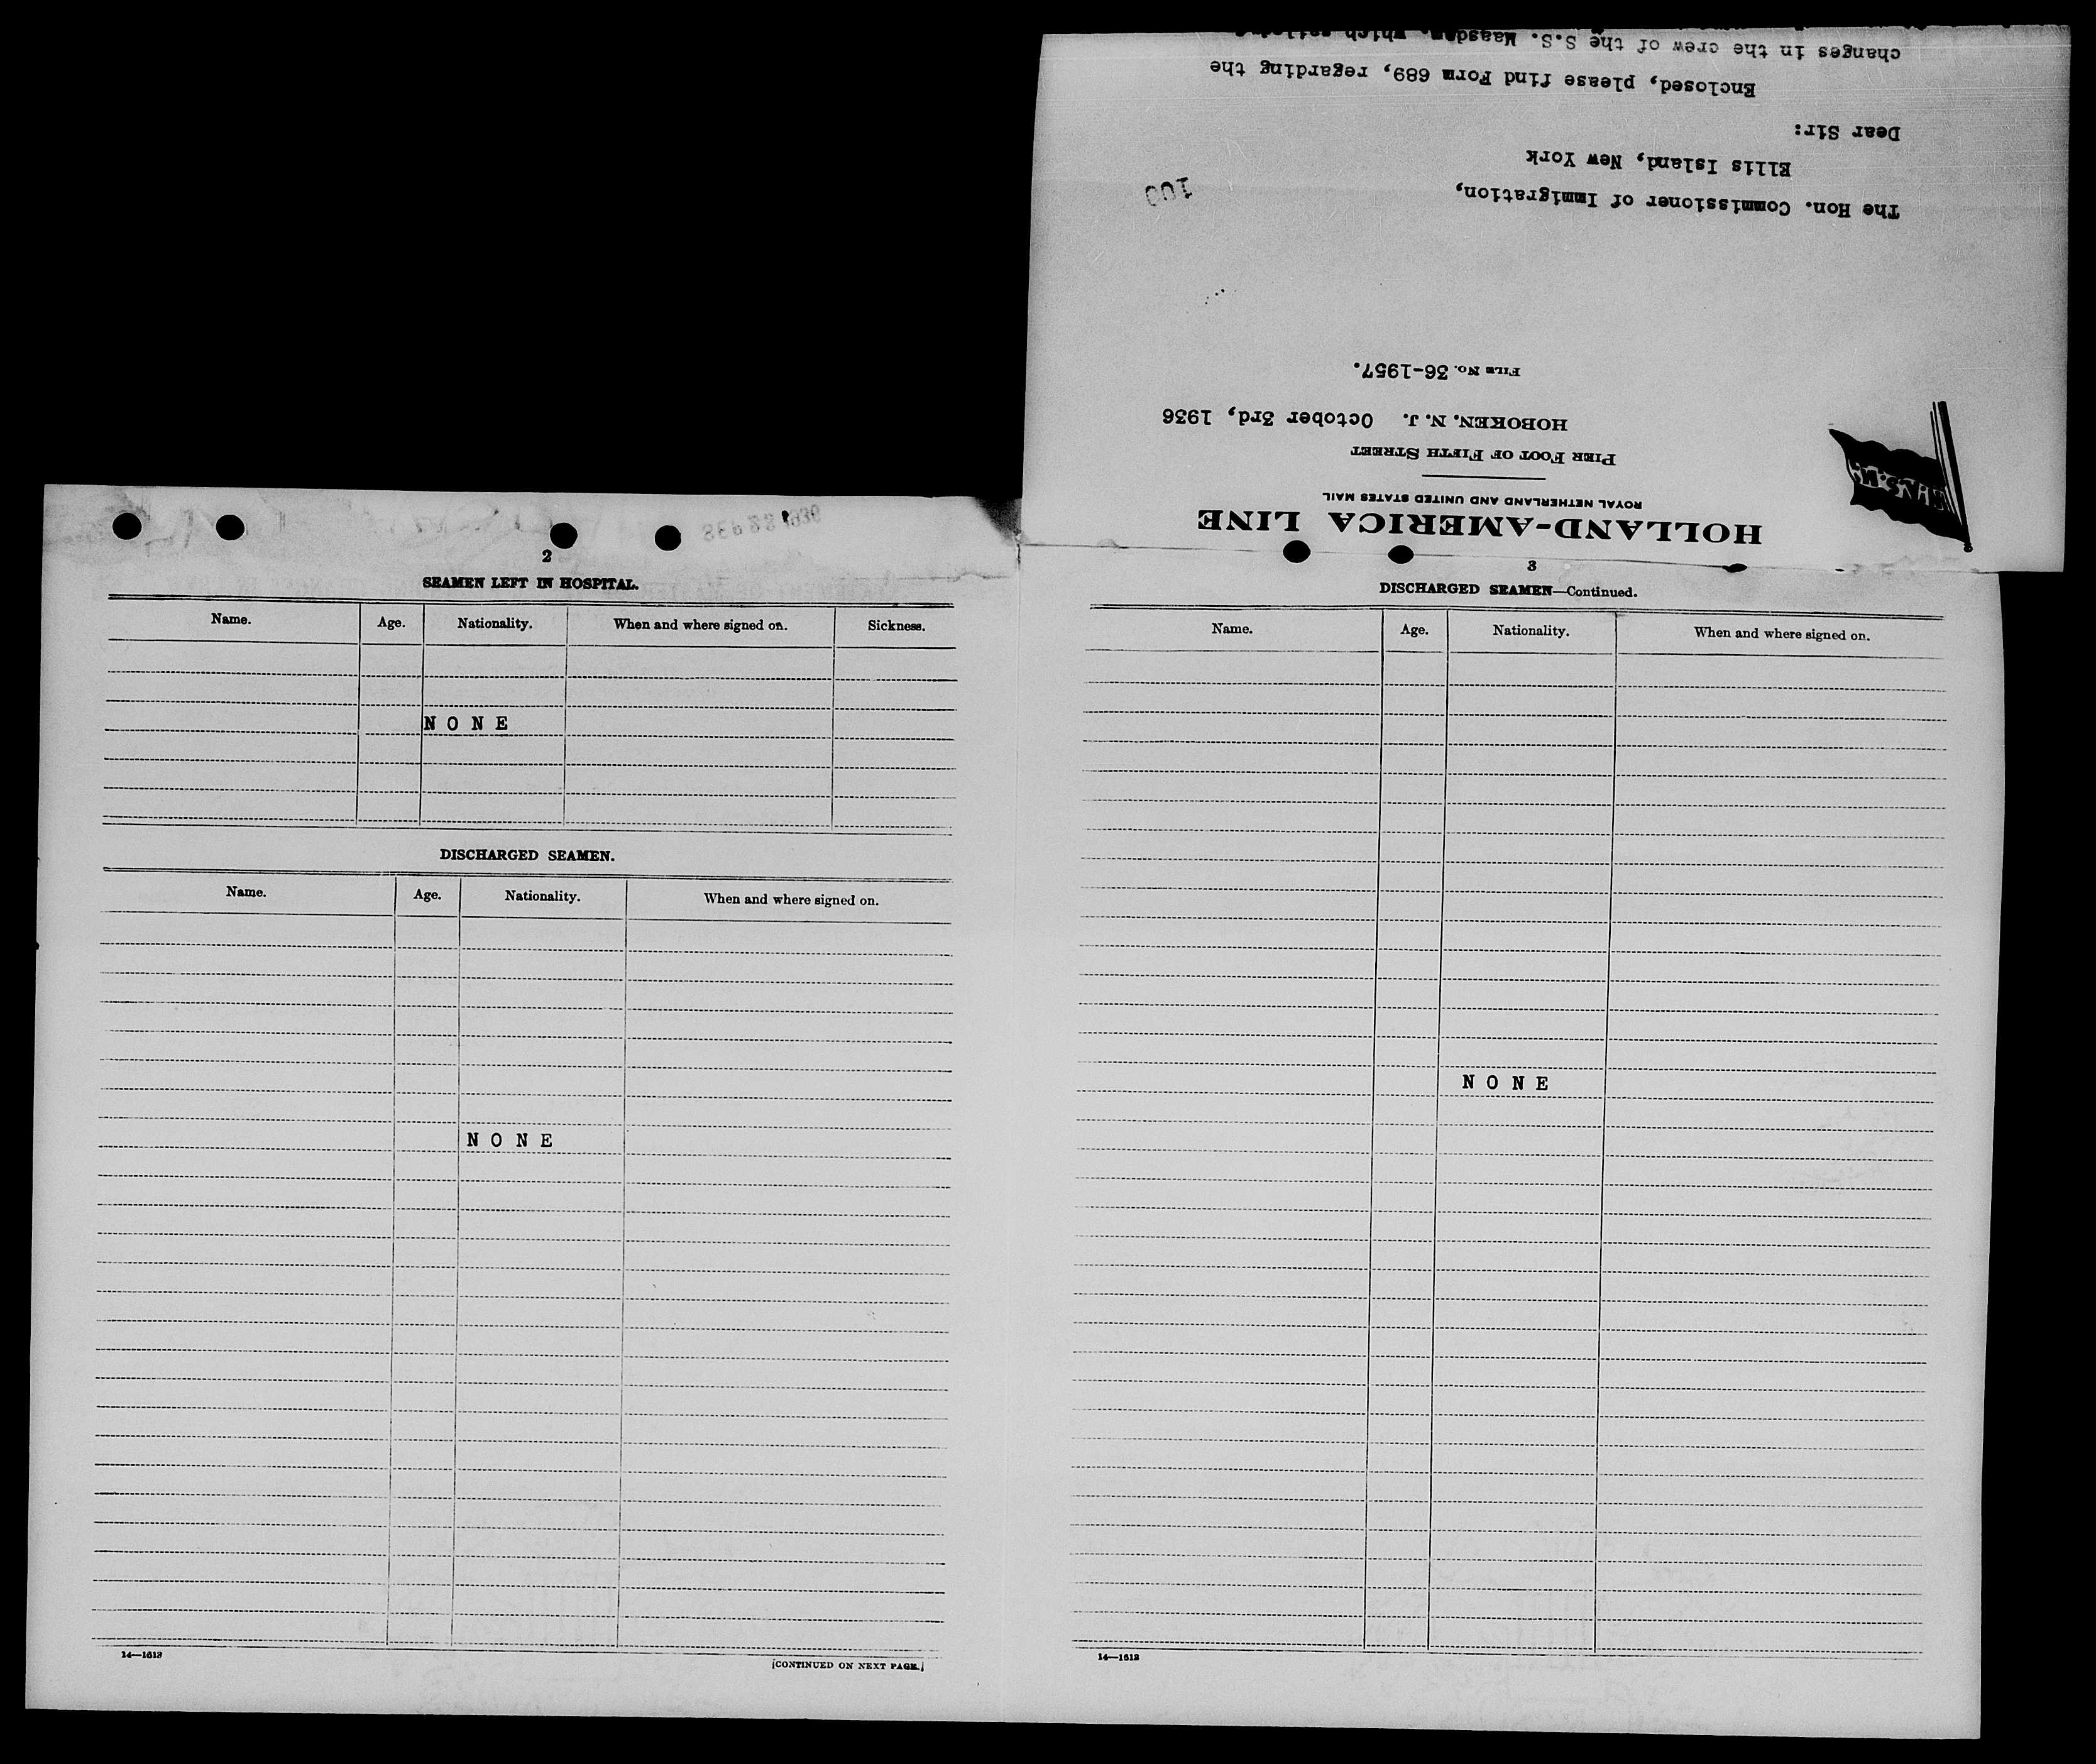 HOLLAND-AMERICA LINE
ROYAL NETHERLAND AND UNITED STATES MAIL
PIER FOOT OF FIFTH STREET
HOBOKEN, N. J. October 3rd, 1936
FILE No. 36-1957.
The Hon. Commissioner of Immigration,
Ellis Island, New York
100
Dear Sir:
Enclosed, please find Form 689, regarding the
changes in the crew of the S.S. Maasdam, which
SEP 22 1936
2
SEAMEN LEFT IN HOSPITAL.
Name. Age. Nationality. When and where signed on. Sickness.
N O N E
DISCHARGED SEAMEN.
Name. Age. Nationality. When and where signed on.
N O N E
14—1613
[CONTINUED ON NEXT PAGE.]
3
DISCHARGED SEAMEN—Continued.
Name. Age. Nationality. When and where signed on.
N O N E
14—1613